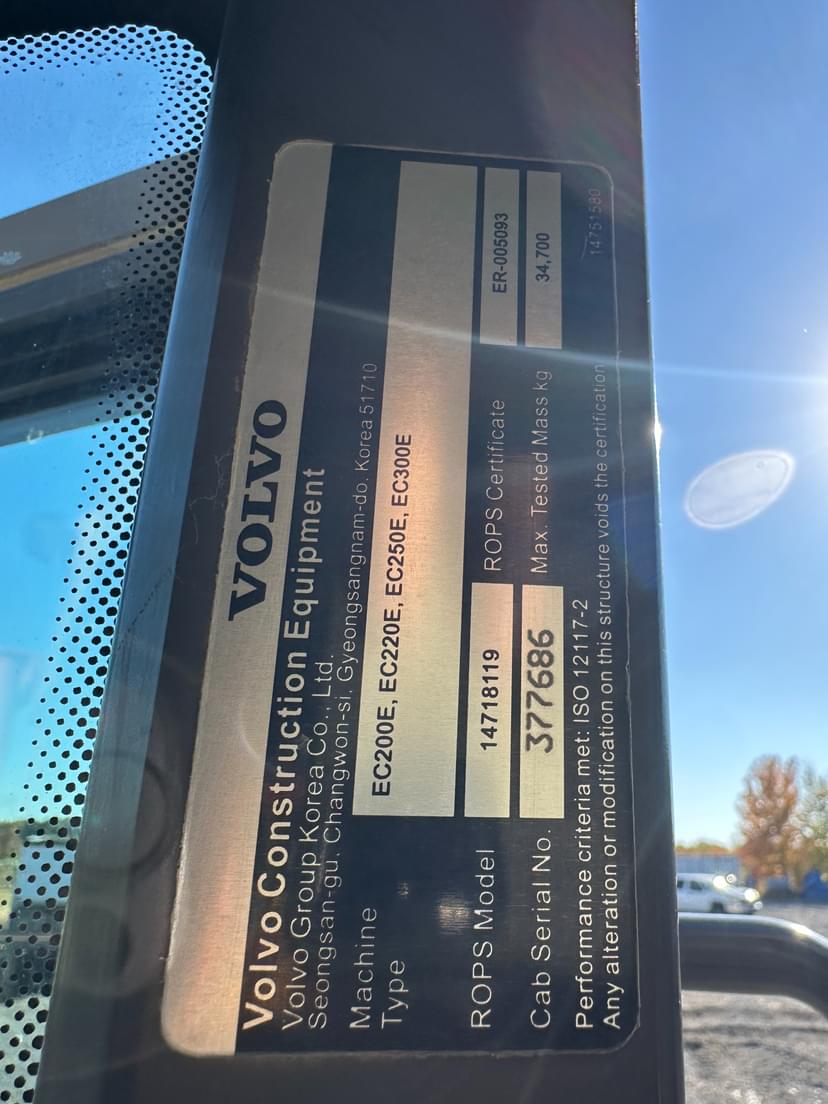 VOLVO
Volvo Construction Equipment
Volvo Group Korea Co., Ltd.
Seongsan-gu, Changwon-si, Gyeongsangnam-do, Korea 51710
Machine
Type
EC200E, EC220E, EC250E, EC300E
ROPS Model 14718119 ROPS Certificate ER-005093
Cab Serial No. 377686 Max. Tested Mass kg 34,700
Performance criteria met: ISO 12117-2
Any alteration or modification on this structure voids the certification
14751580